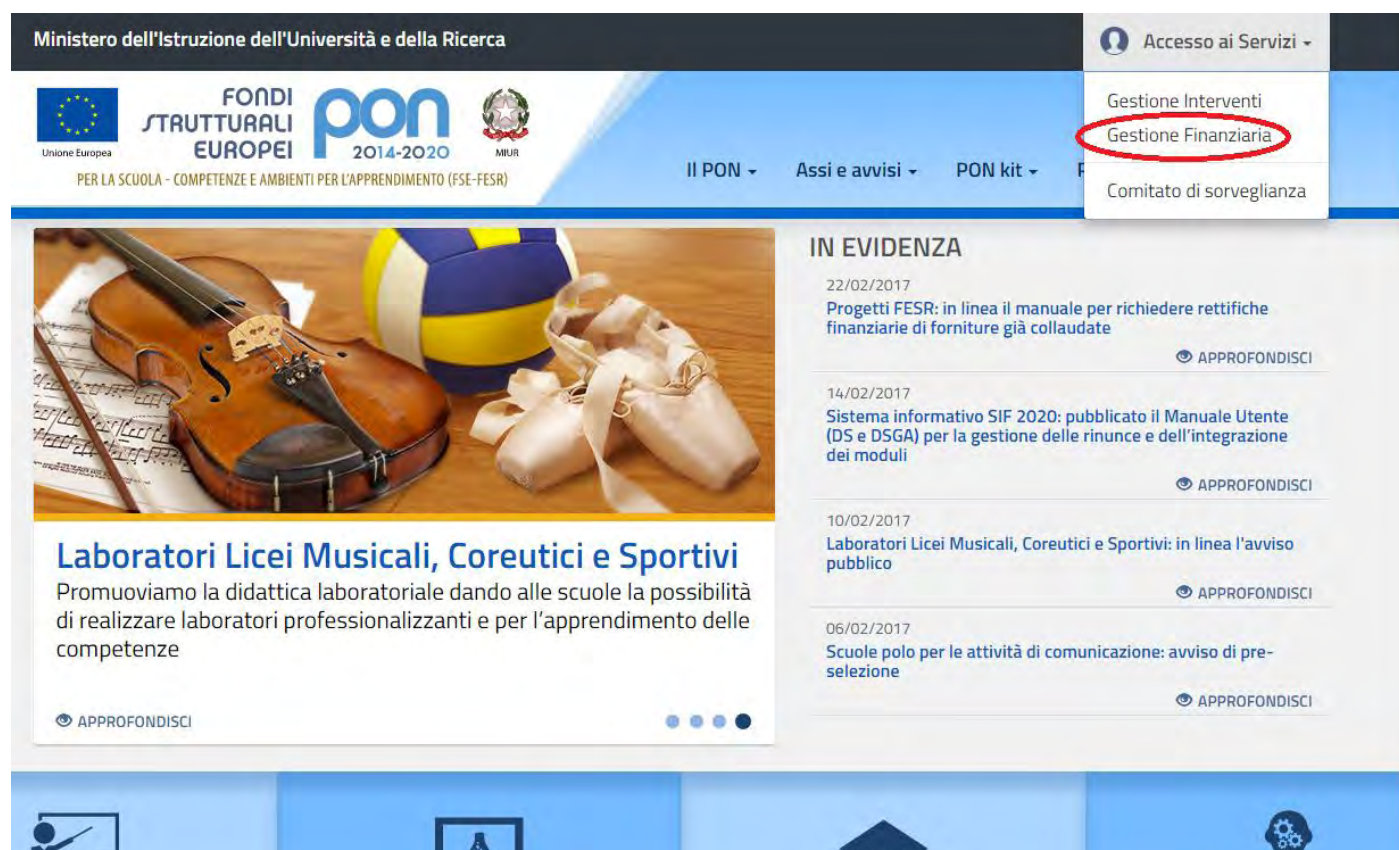 Ministero dell'Istruzione dell'Università e della Ricerca
Accesso ai Servizi
Gestione Interventi
Gestione Finanziaria
Comitato di sorveglianza
Unione Europea
FONDI
STRUTTURALI
EUROPEI
pon
2014-2020
MIUR
PER LA SCUOLA - COMPETENZE E AMBIENTI PER L'APPRENDIMENTO (FSE-FESR)
Il PON
Assi e avvisi
PON kit
IN EVIDENZA
22/02/2017
Progetti FESR: in linea il manuale per richiedere rettifiche
finanziarie di forniture già collaudate
APPROFONDISCI
14/02/2017
Sistema informativo SIF 2020: pubblicato il Manuale Utente
(DS e DSGA) per la gestione delle rinunce e dell'integrazione
dei moduli
APPROFONDISCI
10/02/2017
Laboratori Licei Musicali, Coreutici e Sportivi: in linea l'avviso
pubblico
APPROFONDISCI
06/02/2017
Scuole polo per le attività di comunicazione: avviso di pre-
selezione
APPROFONDISCI
Laboratori Licei Musicali, Coreutici e Sportivi
Promuoviamo la didattica laboratoriale dando alle scuole la possibilità
di realizzare laboratori professionalizzanti e per l'apprendimento delle
competenze
APPROFONDISCI